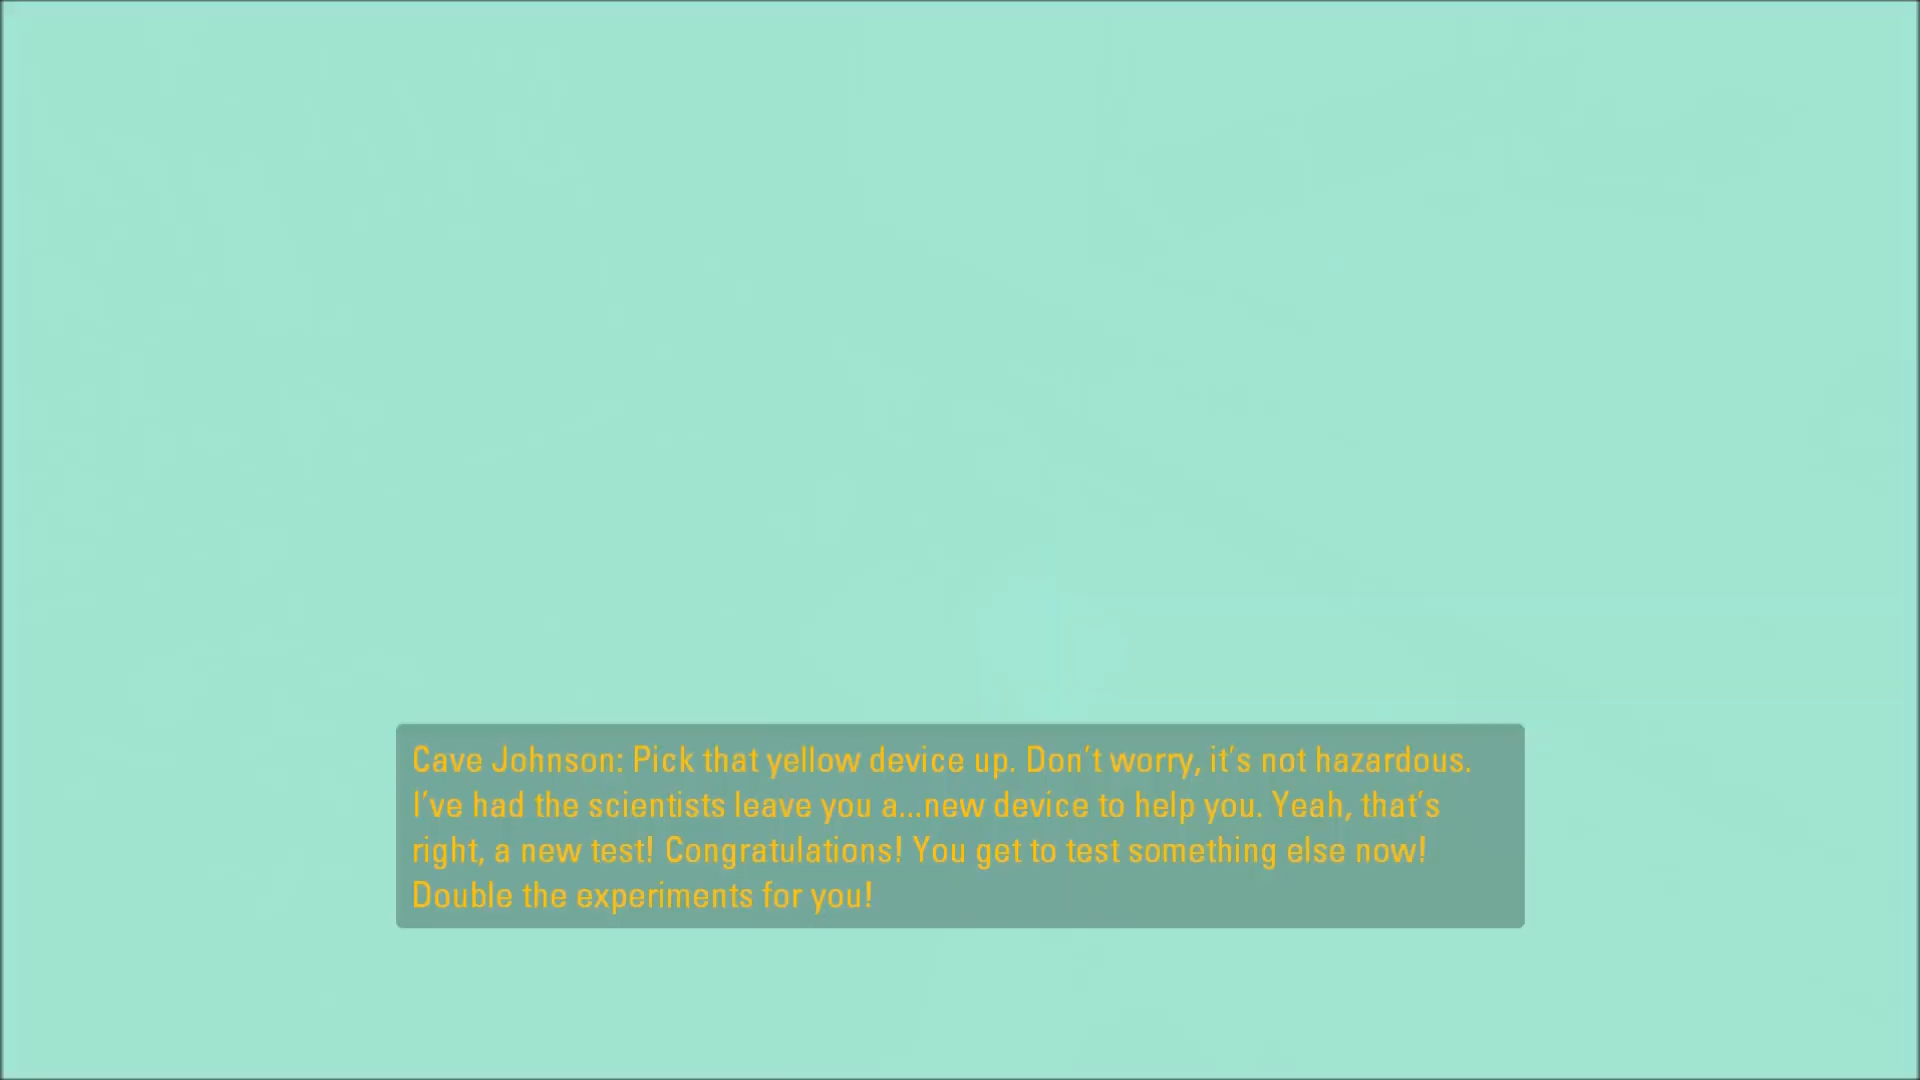 Cave Johnson: Pick that yellow device up. Don't worry, it's not hazardous.
I've had the scientists leave you a...new device to help you. Yeah, that's
right, a new test! Congratulations! You get to test something else now!
Double the experiments for you!